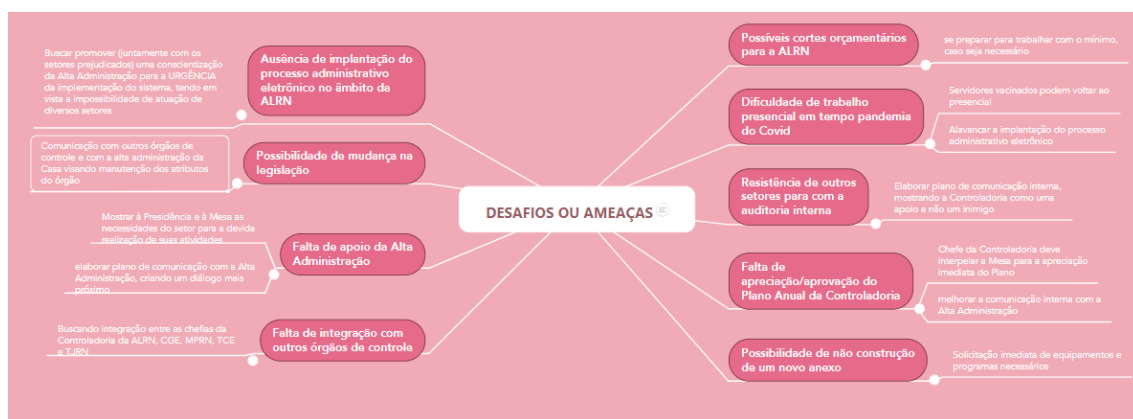 Buscar promover (juntamente com os
setores prejudicados) uma conscientização
da Alta Administração para a URGÊNCIA
da implementação do sistema, tendo em
vista a impossibilidade de atuação de
diversos setores
Ausência de implantação do
processo administrativo
eletrônico no âmbito da
ALRN
Comunicação com outros órgãos de
controle e com a alta administração da
Casa visando manutenção dos atributos
do órgão
Possibilidade de mudança na
legislação
Mostrar à Presidência e à Mesa as
necessidades do setor para a devida
realização de suas atividades
elaborar plano de comunicação com a Alta
Administração, criando um diálogo mais
próximo
Falta de apoio da Alta
Administração
Buscando integração entre as chefias da
Controladoria da ALRN, CGE, MPRN, TCE
e TJRN
Falta de integração com
outros órgãos de controle
DESAFIOS OU AMEAÇAS
Possíveis cortes orçamentários
para a ALRN
se preparar para trabalhar com o mínimo,
caso seja necessário
Dificuldade de trabalho
presencial em tempo pandemia
do Covid
Servidores vacinados podem voltar ao
presencial
Alavancar a implantação do processo
administrativo eletrônico
Resistência de outros
setores para com a
auditoria interna
Elaborar plano de comunicação interna,
mostrando a Controladoria como uma
apoio e não um inimigo
Falta de
apreciação/aprovação do
Plano Anual da Controladoria
Chefe da Controladoria deve
interpelar a Mesa para a apreciação
imediata do Plano
melhorar a comunicação interna com a
Alta Administração
Possibilidade de não construção
de um novo anexo
Solicitação imediata de equipamentos e
programas necessários